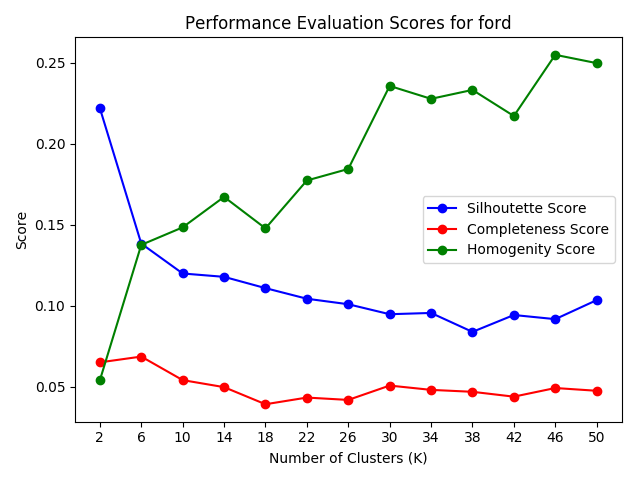 Performance Evaluation Scores for ford
Score
0.25
0.20
0.15
0.10
0.05
Silhoutette Score
Completeness Score
Homogenity Score
2 6 10 14 18 22 26 30 34 38 42 46 50
Number of Clusters (K)